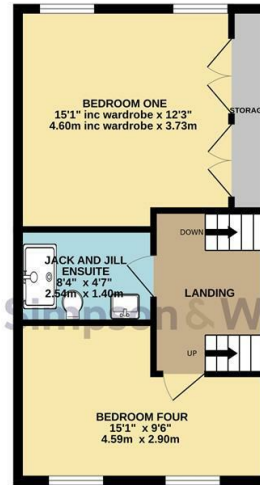 BEDROOM ONE
15'1" inc wardrobe x 12'3"
4.60m inc wardrobe x 3.73m
STORAG
DOWN
JACK AND JILL
ENSUITE
8'4" x 4'7"
2.54m x 1.40m
LANDING
Simpson & W
UP
BEDROOM FOUR
15'1" x 9'6"
4.59m x 2.90m